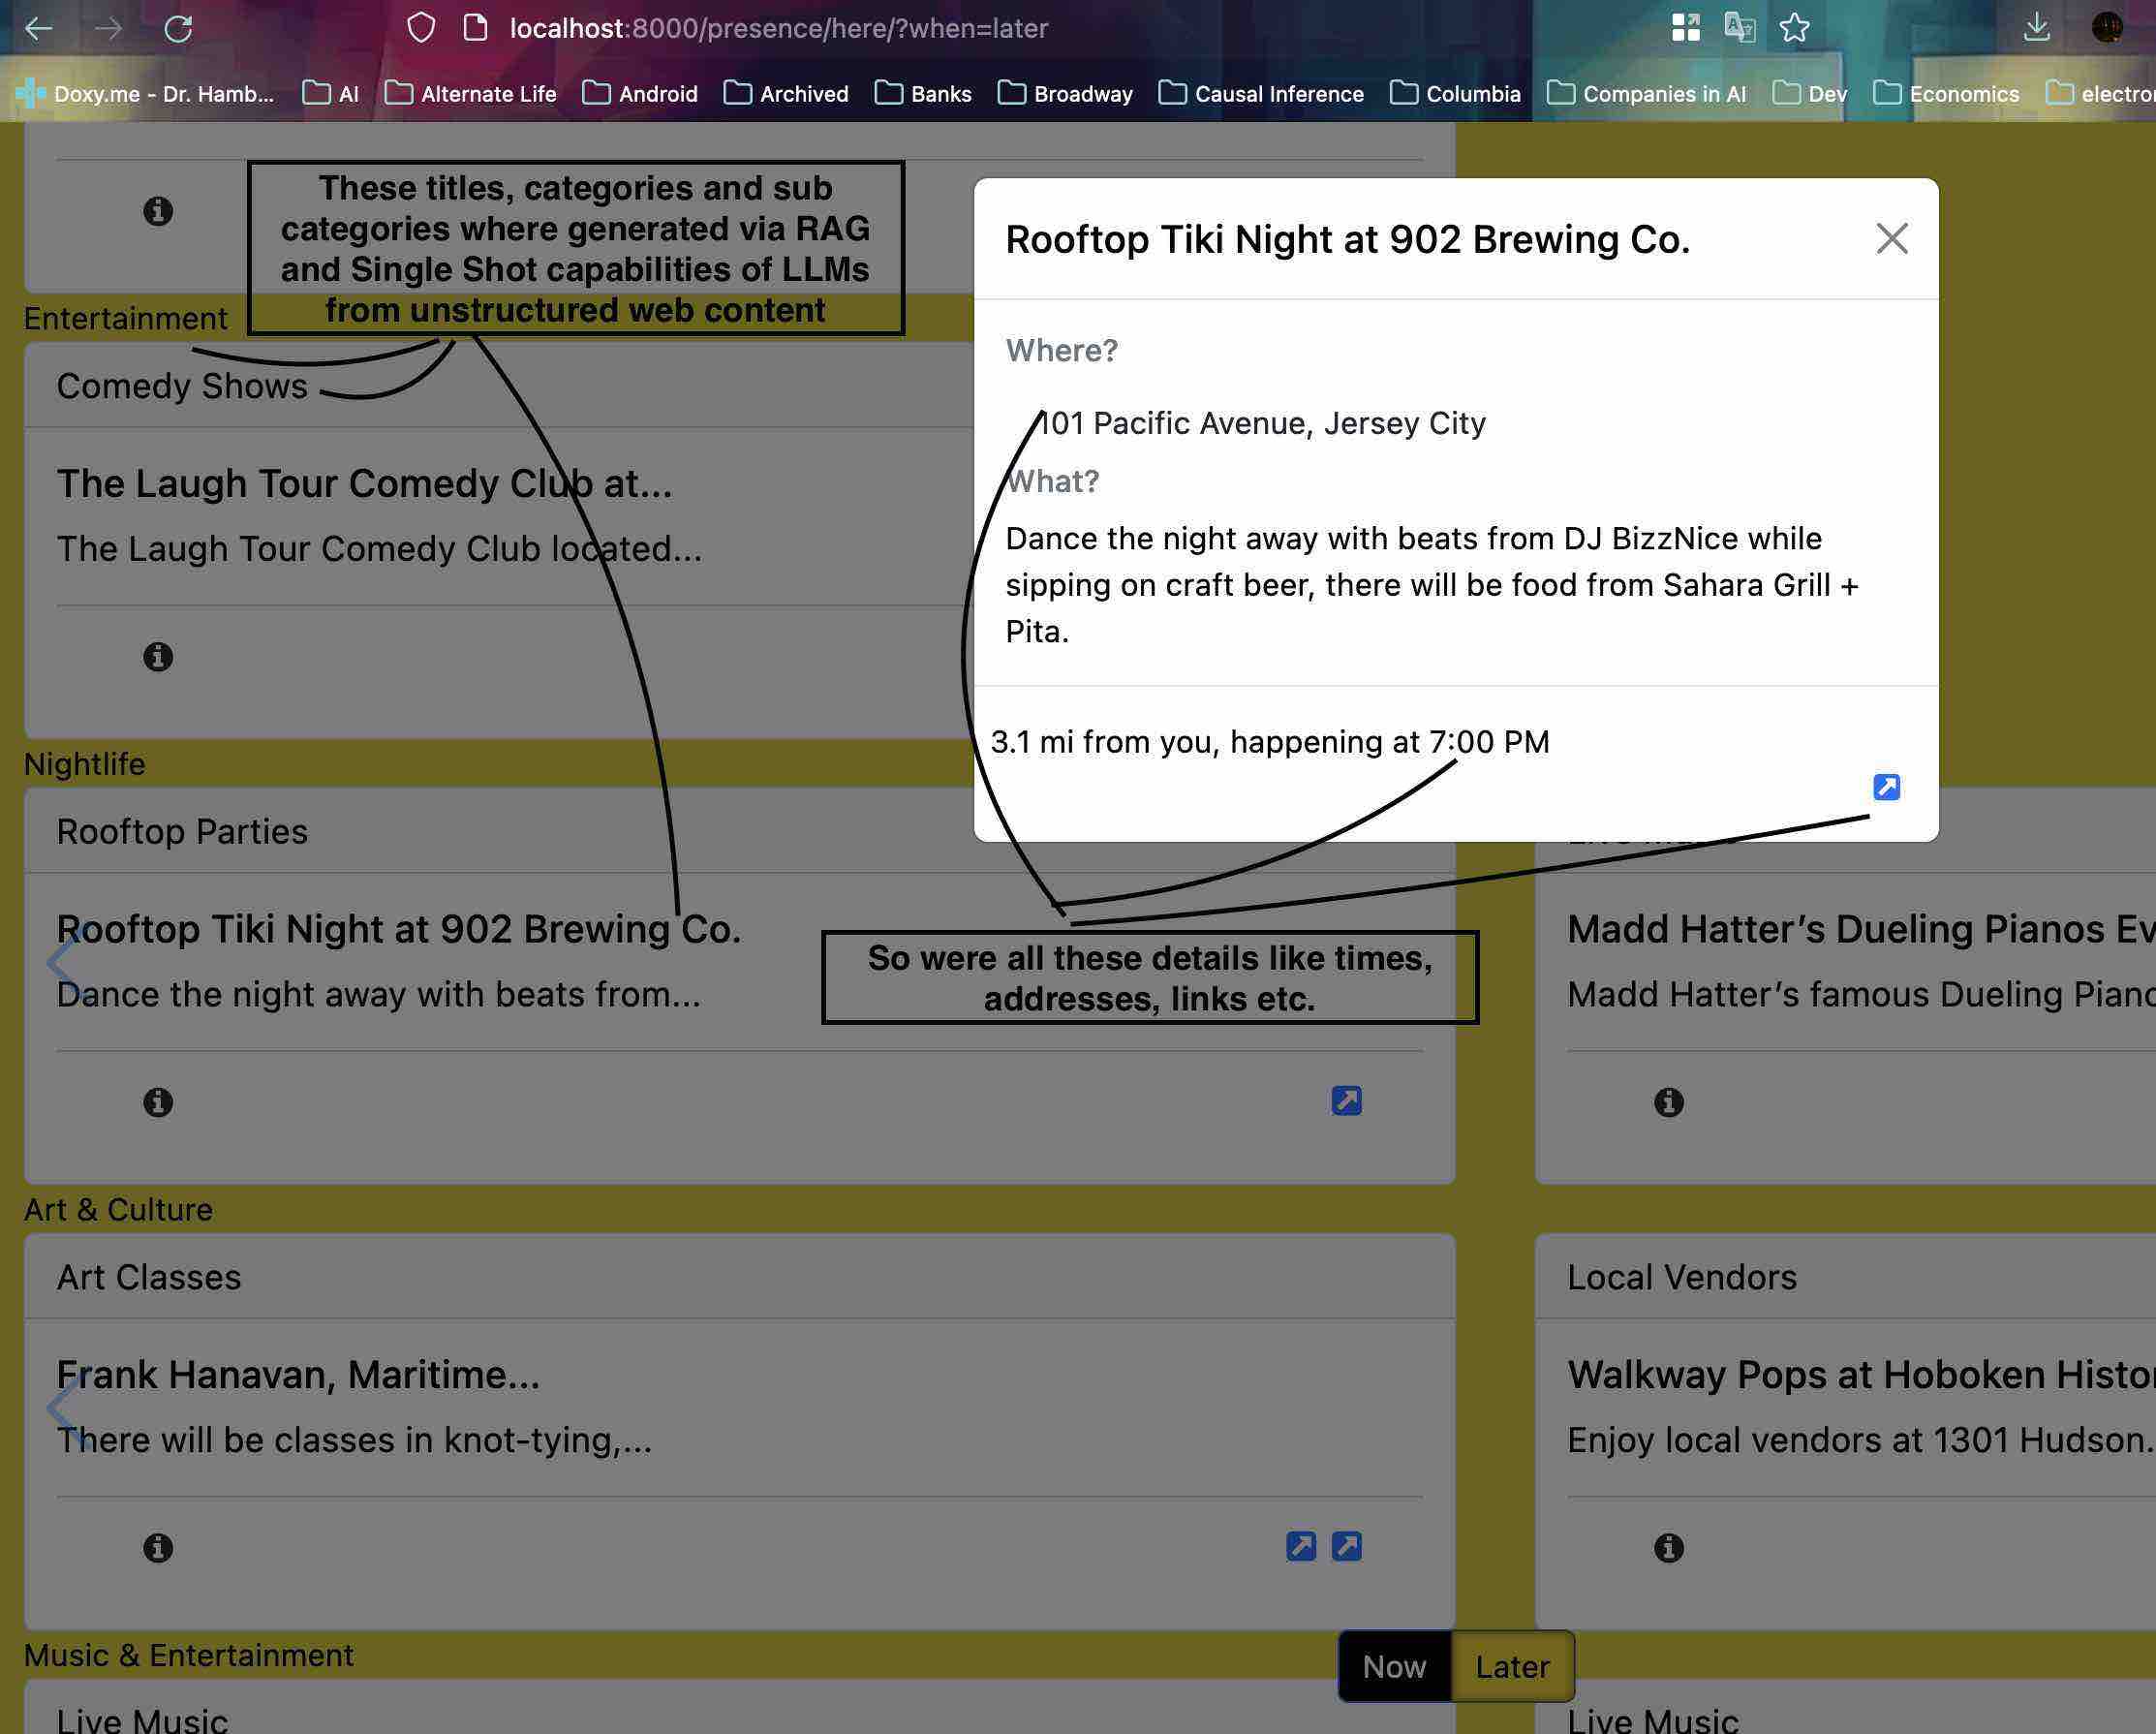 localhost:8000/presence/here/?when=later
Doxy.me - Dr. Hamb... AI Alternate Life Android Archived Banks Broadway Causal Inference Columbia Companies in AI Dev Economics
These titles, categories and sub
categories where generated via RAG
and Single Shot capabilities of LLMs
from unstructured web content
Entertainment
Comedy Shows
The Laugh Tour Comedy Club at...
The Laugh Tour Comedy Club located...
Rooftop Tiki Night at 902 Brewing Co.
Where?
101 Pacific Avenue, Jersey City
What?
Dance the night away with beats from DJ BizzNice while
sipping on craft beer, there will be food from Sahara Grill +
Pita.
3.1 mi from you, happening at 7:00 PM
Nightlife
Rooftop Parties
Rooftop Tiki Night at 902 Brewing Co.
Dance the night away with beats from...
So were all these details like times,
addresses, links etc.
Madd Hatter's Dueling Pianos
Madd Hatter's famous Dueling
Art & Culture
Art Classes
Frank Hanavan, Maritime...
There will be classes in knot-tying,...
Local Vendors
Walkway Pops at Hoboken
Enjoy local vendors at 1301 Hudson...
Music & Entertainment
Live Music
Now Later
Live Music